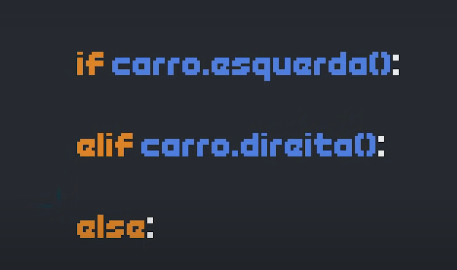 if carro.esquerda():
elif carro.direita():
else: